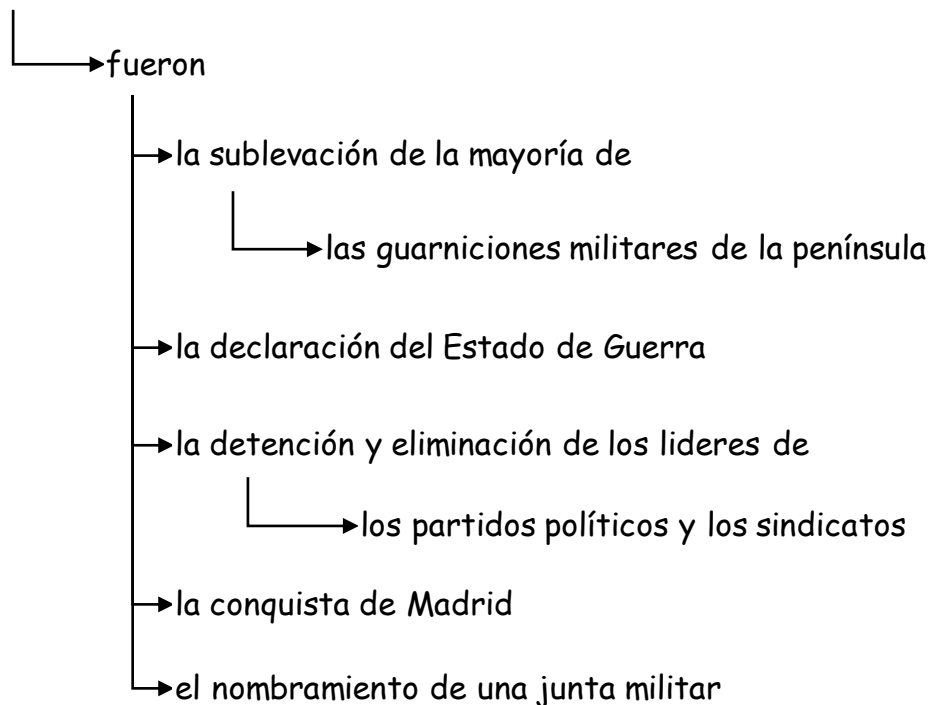 fueron
la sublevación de la mayoría de
las guarniciones militares de la península
la declaración del Estado de Guerra
la detención y eliminación de los lideres de
los partidos políticos y los sindicatos
la conquista de Madrid
el nombramiento de una junta militar